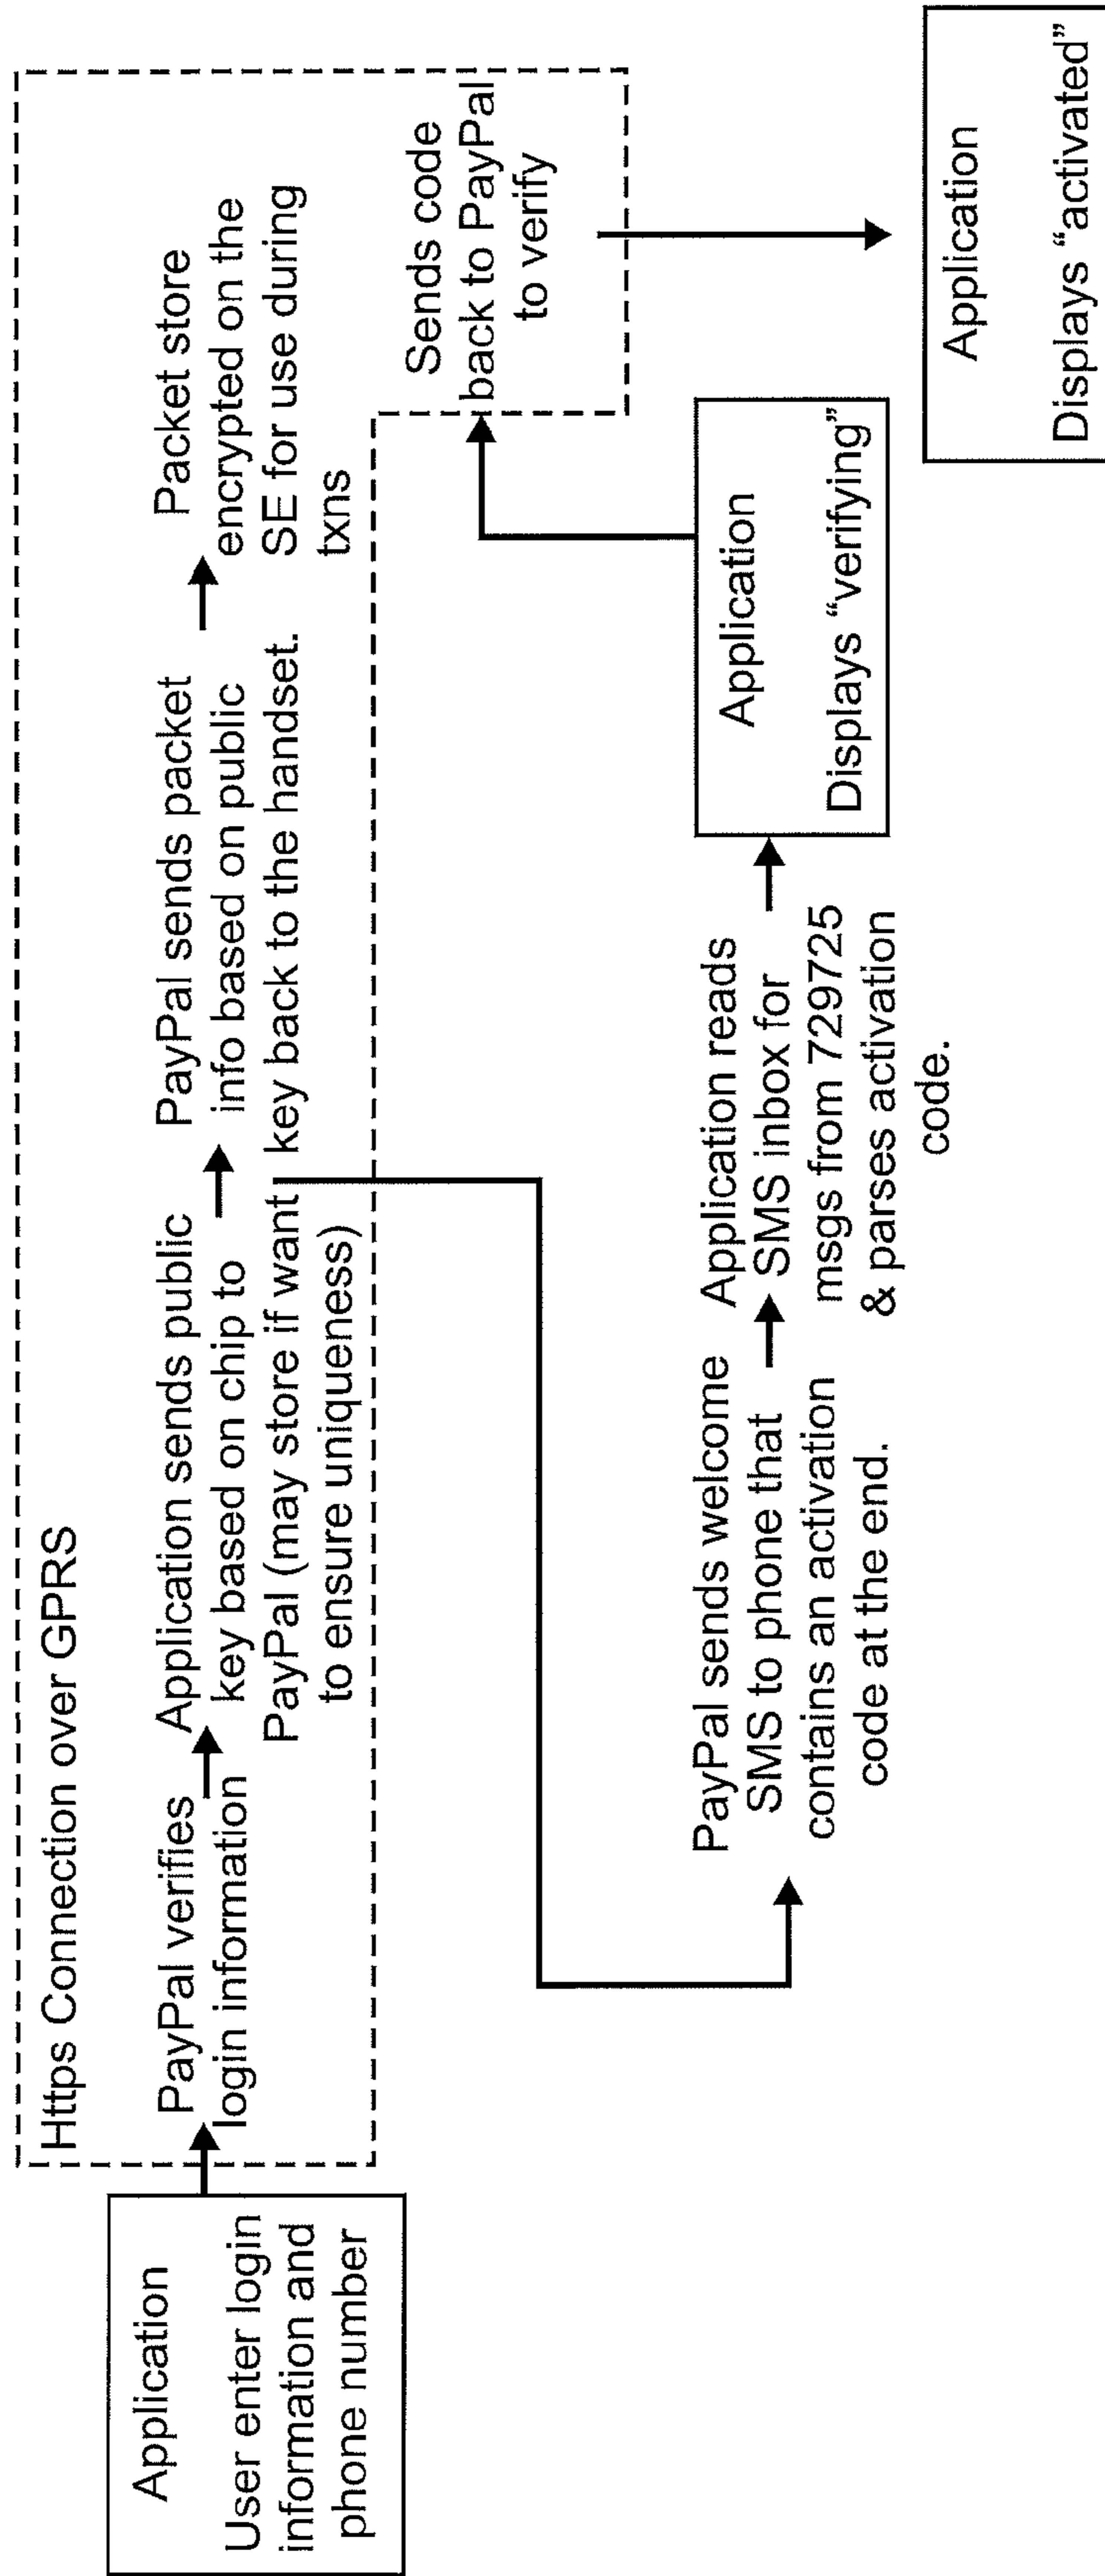 Https Connection over GPRS
Application
User enter login
information and
phone number
PayPal verifies
login information
Application sends public
key based on chip to
PayPal (may store if want
to ensure uniqueness)
PayPal sends packet
info based on public
key back to the handset.
Packet store
encrypted on the
SE for use during
txns
PayPal sends welcome
SMS to phone that
contains an activation
code at the end.
Application reads
SMS inbox for
msgs from 729725
& parses activation
code.
Application
Displays “verifying”
Sends code
back to PayPal
to verify
Application
Displays “activated”